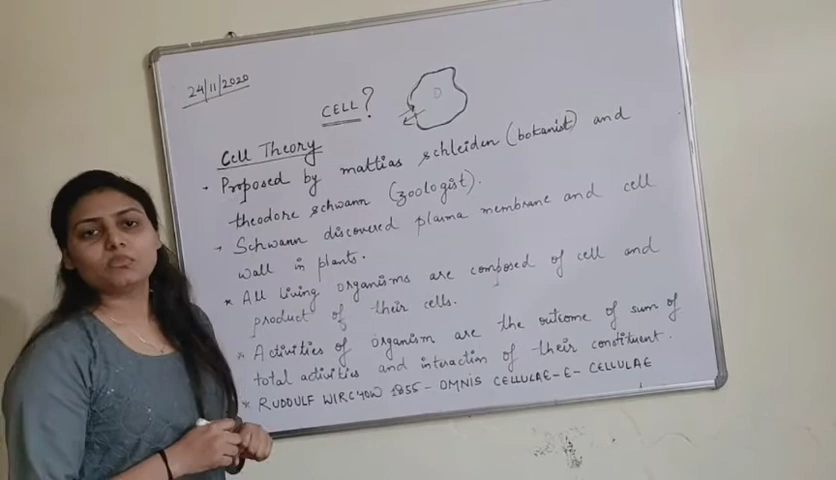 24/11/2020
CELL?
Cell Theory
• Proposed by mattias schleiden (botanist) and
theodore schwann (zoologist).
• Schwann discovered plasma membrane and cell
wall in plants.
* All living organisms are composed of cell and
product of their cells.
* Activities of organism are the outcome of sum of
total activities and interaction of their constituent.
* RUDOULF WIRCHOW 1855 - OMNIS CELLULAE-E- CELLULAE